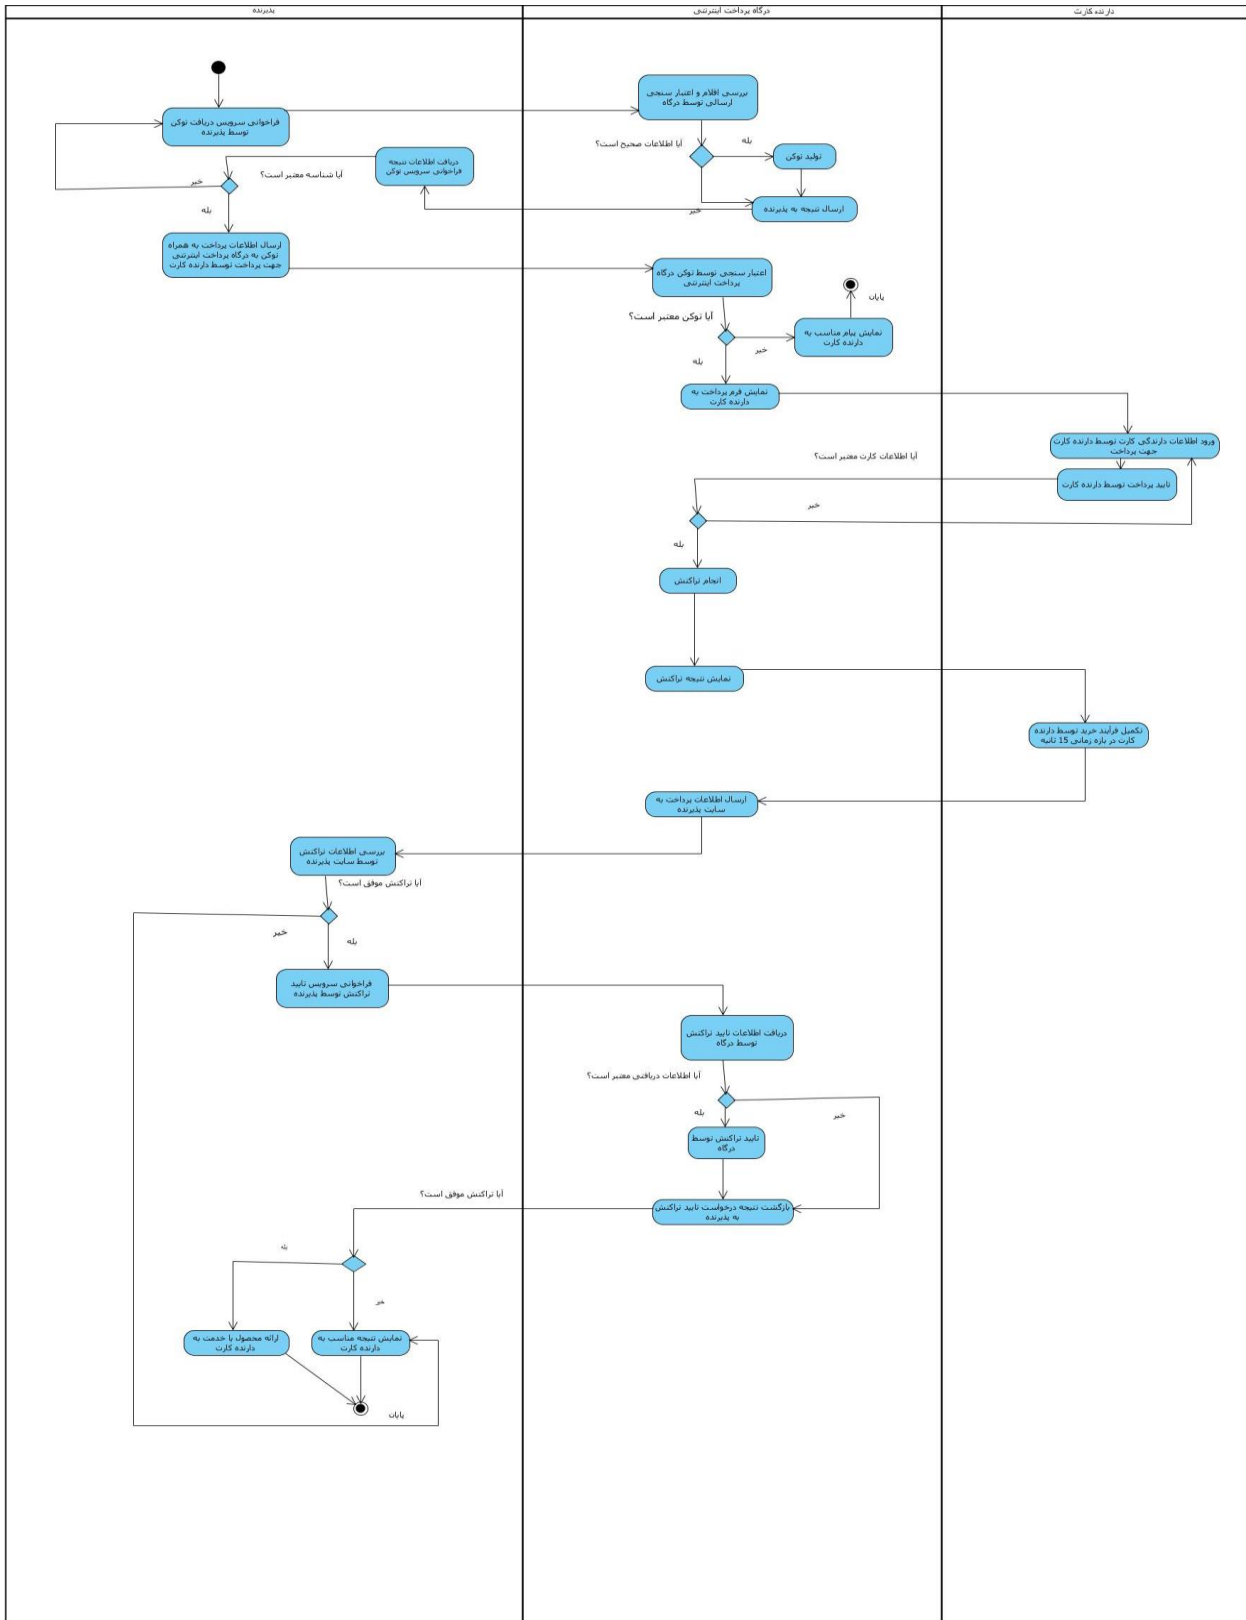 پذیرنده
درگاه پرداخت اینترنتی
دارنده کارت
فراخوانی سرویس دریافت توکن
توسط پذیرنده
بررسی اقلام و اعتبار سنجی
ارسالی توسط درگاه
آیا اطلاعات صحیح است؟
بله
تولید توکن
خیر
ارسال نتیجه به پذیرنده
دریافت اطلاعات نتیجه
فراخوانی سرویس توکن
آیا شناسه معتبر است؟
خیر
بله
ارسال اطلاعات پرداخت به همراه
توکن به درگاه پرداخت اینترنتی
جهت پرداخت توسط دارنده کارت
اعتبار سنجی توسط توکن درگاه
پرداخت اینترنتی
آیا توکن معتبر است؟
خیر
نمایش پیام مناسب به
دارنده کارت
پایان
بله
نمایش فرم پرداخت به
دارنده کارت
ورود اطلاعات دارندگی کارت توسط دارنده کارت
جهت پرداخت
تایید پرداخت توسط دارنده کارت
آیا اطلاعات کارت معتبر است؟
خیر
بله
انجام تراکنش
نمایش نتیجه تراکنش
تکمیل فرآیند خرید توسط دارنده
کارت در بازه زمانی 15 ثانیه
ارسال اطلاعات پرداخت به
سایت پذیرنده
بررسی اطلاعات تراکنش
توسط سایت پذیرنده
آیا تراکنش موفق است؟
خیر
بله
فراخوانی سرویس تایید
تراکنش توسط پذیرنده
دریافت اطلاعات تایید تراکنش
توسط درگاه
آیا اطلاعات دریافتی معتبر است؟
بله
خیر
تایید تراکنش توسط
درگاه
بازگشت نتیجه درخواست تایید تراکنش
به پذیرنده
آیا تراکنش موفق است؟
بله
خیر
ارائه محصول یا خدمت به
دارنده کارت
نمایش نتیجه مناسب به
دارنده کارت
پایان